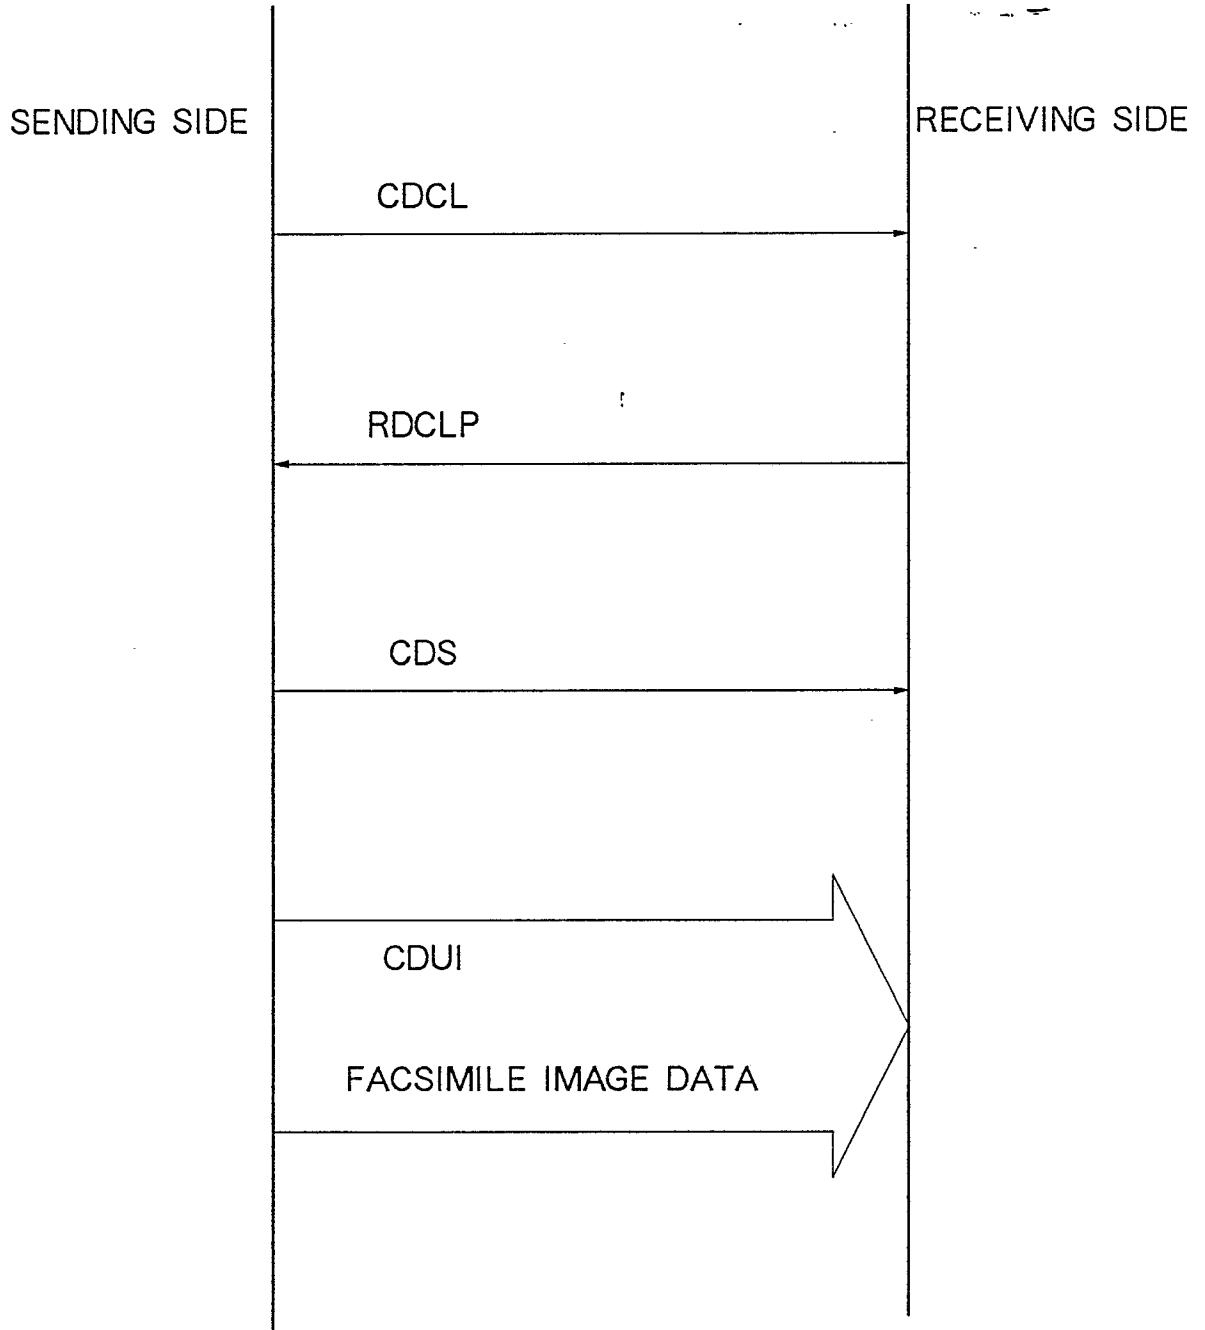 SENDING SIDE
RECEIVING SIDE
CDCL
RDCLP
CDS
CDUI
FACSIMILE IMAGE DATA